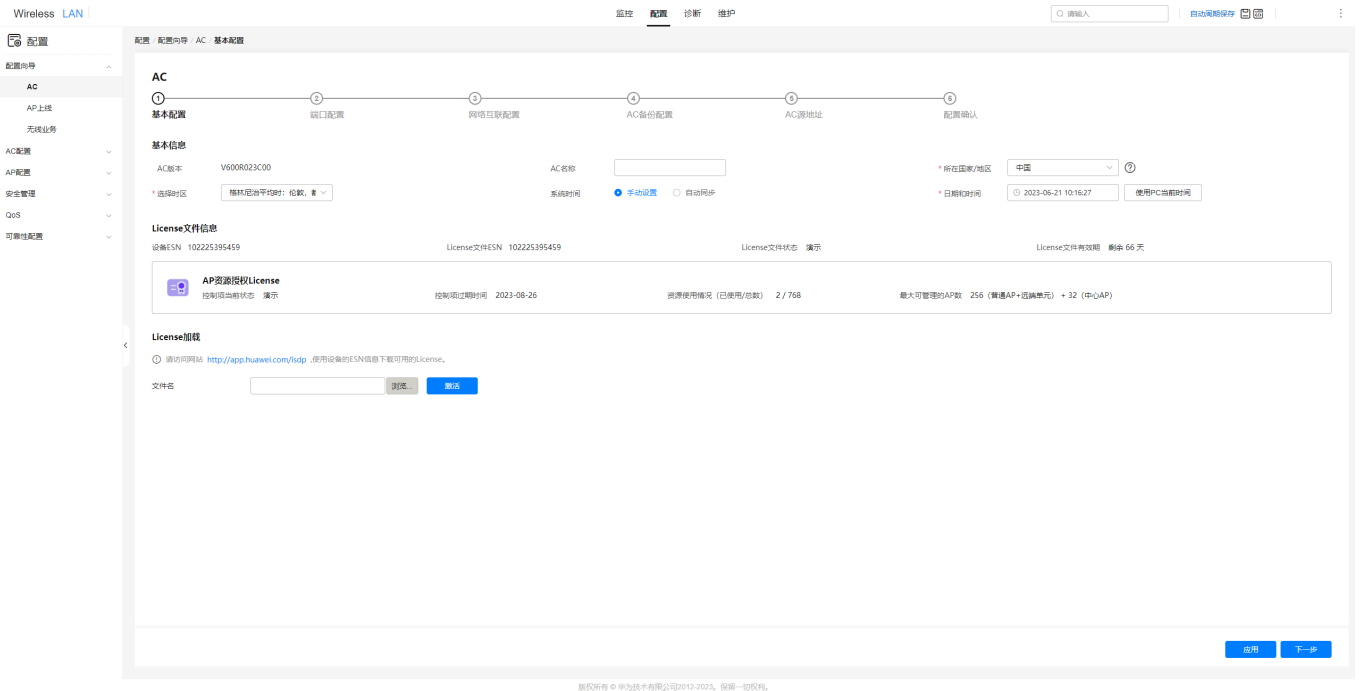 Wireless LAN
监控 配置 诊断 维护
请输入
自动周期保存
配置
配置 / 配置向导 / AC / 基本配置
配置向导
AC
AP上线
无线业务
AC配置
AP配置
安全管理
QoS
可靠性配置
AC
1 2 3 4 5 6
基本配置 端口配置 网络互联配置 AC备份配置 AC源地址 配置确认
基本信息
AC版本 V600R023C00 AC名称 *所在国家/地区 中国
*选择时区 格林尼治平均时：伦敦，都 系统时间 手动设置 自动同步 *日期和时间 2023-06-21 10:16:27 使用PC当前时间
License文件信息
设备ESN 102225395459 License文件ESN 102225395459 License文件状态 演示 License文件有效期 剩余 66 天
AP资源授权License
控制项当前状态 演示 控制项过期时间 2023-08-26 资源使用情况（已使用/总数） 2 / 768 最大可管理的AP数 256（普通AP+远端单元）+ 32（中心AP）
License加载
请访问网站 http://app.huawei.com/isdp ,使用设备的ESN信息下载可用的License。
文件名 浏览... 激活
应用 下一步
版权所有 © 华为技术有限公司2012-2023。保留一切权利。